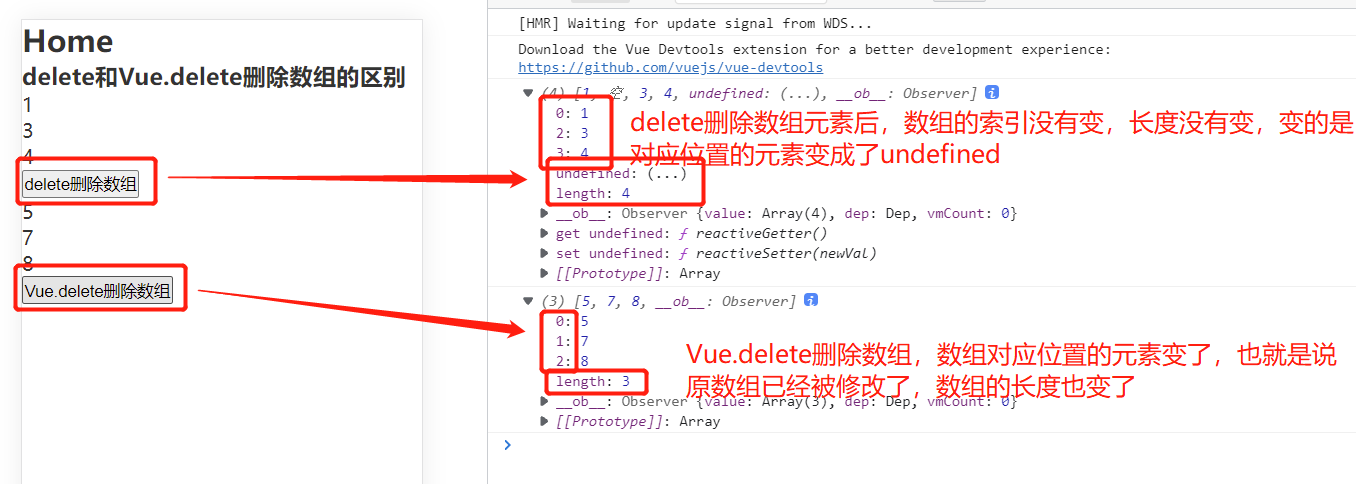 Home
delete和Vue.delete删除数组的区别
1
3
4
delete删除数组
5
7
8
Vue.delete删除数组
[HMR] Waiting for update signal from WDS...
Download the Vue Devtools extension for a better development experience:
https://github.com/vuejs/vue-devtools
(4) [1, 空, 3, 4, undefined: (...), __ob__: Observer]
0: 1
2: 3
3: 4
undefined: (...)
length: 4
__ob__: Observer {value: Array(4), dep: Dep, vmCount: 0}
get undefined: ƒ reactiveGetter()
set undefined: ƒ reactiveSetter(newVal)
[[Prototype]]: Array
delete删除数组元素后，数组的索引没有变，长度没有变，变的是
对应位置的元素变成了undefined
(3) [5, 7, 8, __ob__: Observer]
0: 5
1: 7
2: 8
length: 3
__ob__: Observer {value: Array(3), dep: Dep, vmCount: 0}
[[Prototype]]: Array
Vue.delete删除数组，数组对应位置的元素变了，也就是说
原数组已经被修改了，数组的长度也变了